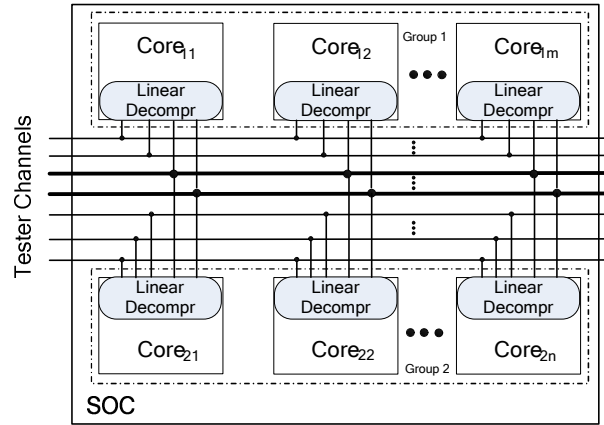 Core11 Core12 Group 1 Core1m
Linear Decompr Linear Decompr Linear Decompr
Tester Channels
Linear Decompr Linear Decompr Linear Decompr
Core21 Core22 Core2n
Group 2
SOC